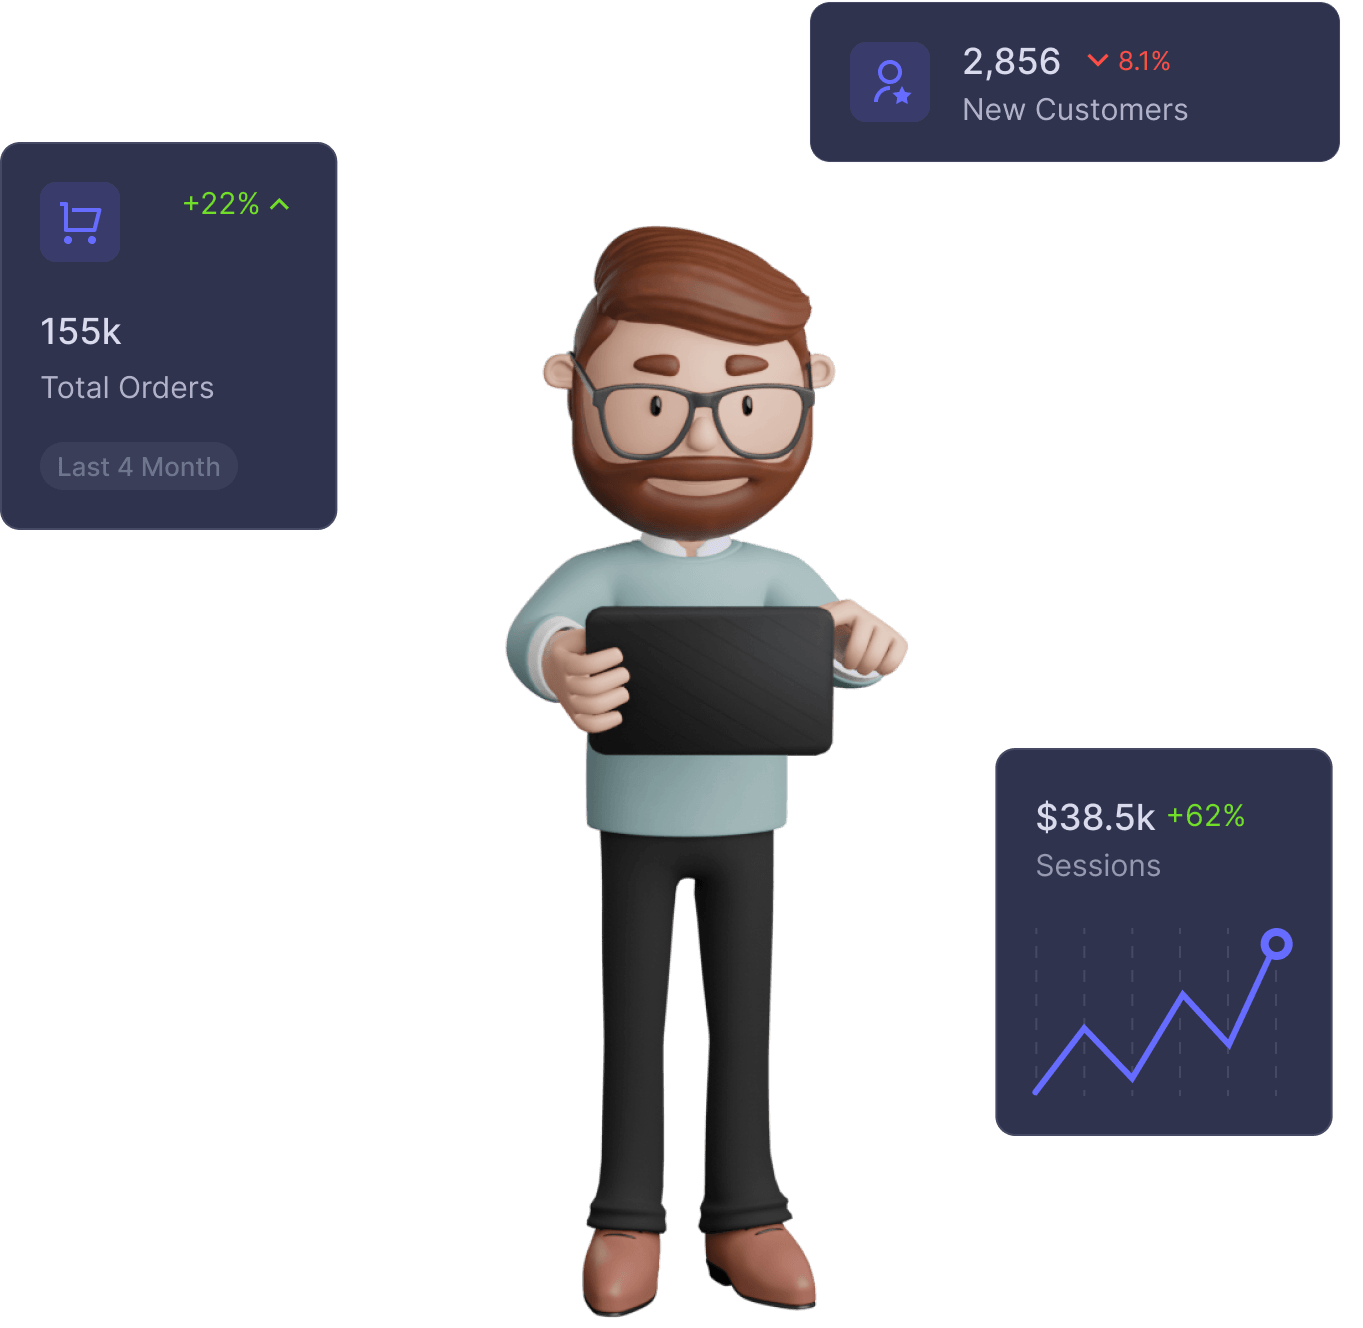 2,856 8.1%
New Customers
+22%
155k
Total Orders
Last 4 Month
$38.5k +62%
Sessions